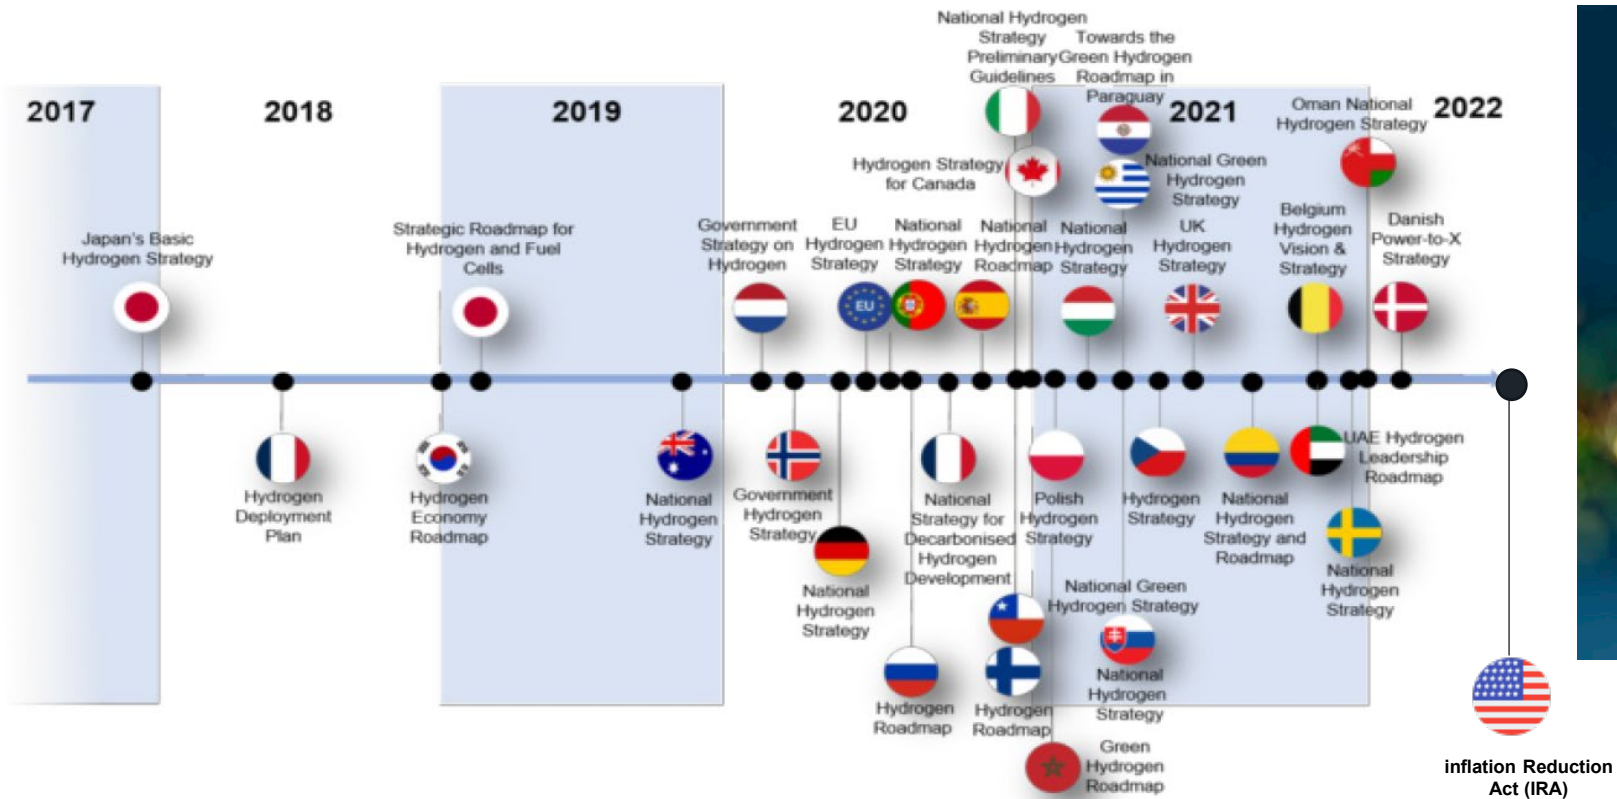 2017
2018
2019
2020
2021
2022
Japan's Basic
Hydrogen Strategy
Hydrogen
Deployment
Plan
Hydrogen
Economy
Roadmap
Strategic Roadmap for
Hydrogen and Fuel
Cells
National
Hydrogen
Strategy
Government
Strategy on
Hydrogen
Government
Hydrogen
Strategy
National
Hydrogen
Strategy
EU
Hydrogen
Strategy
EU
National
Hydrogen
Strategy
Hydrogen
Roadmap
National
Strategy for
Decarbonised
Hydrogen
Development
National
Hydrogen
Roadmap
National Hydrogen
Strategy
Preliminary
Guidelines
Hydrogen Strategy
for Canada
Hydrogen
Roadmap
National Green
Hydrogen Strategy
Polish
Hydrogen
Strategy
Green
Hydrogen
Roadmap
National
Hydrogen
Strategy
Towards the
Green Hydrogen
Roadmap in
Paraguay
National Green
Hydrogen
Strategy
National
Hydrogen
Strategy
Hydrogen
Strategy
UK
Hydrogen
Strategy
National
Hydrogen
Strategy and
Roadmap
Belgium
Hydrogen
Vision &
Strategy
UAE Hydrogen
Leadership
Roadmap
National
Hydrogen
Strategy
Oman National
Hydrogen Strategy
Danish
Power-to-X
Strategy
inflation Reduction
Act (IRA)